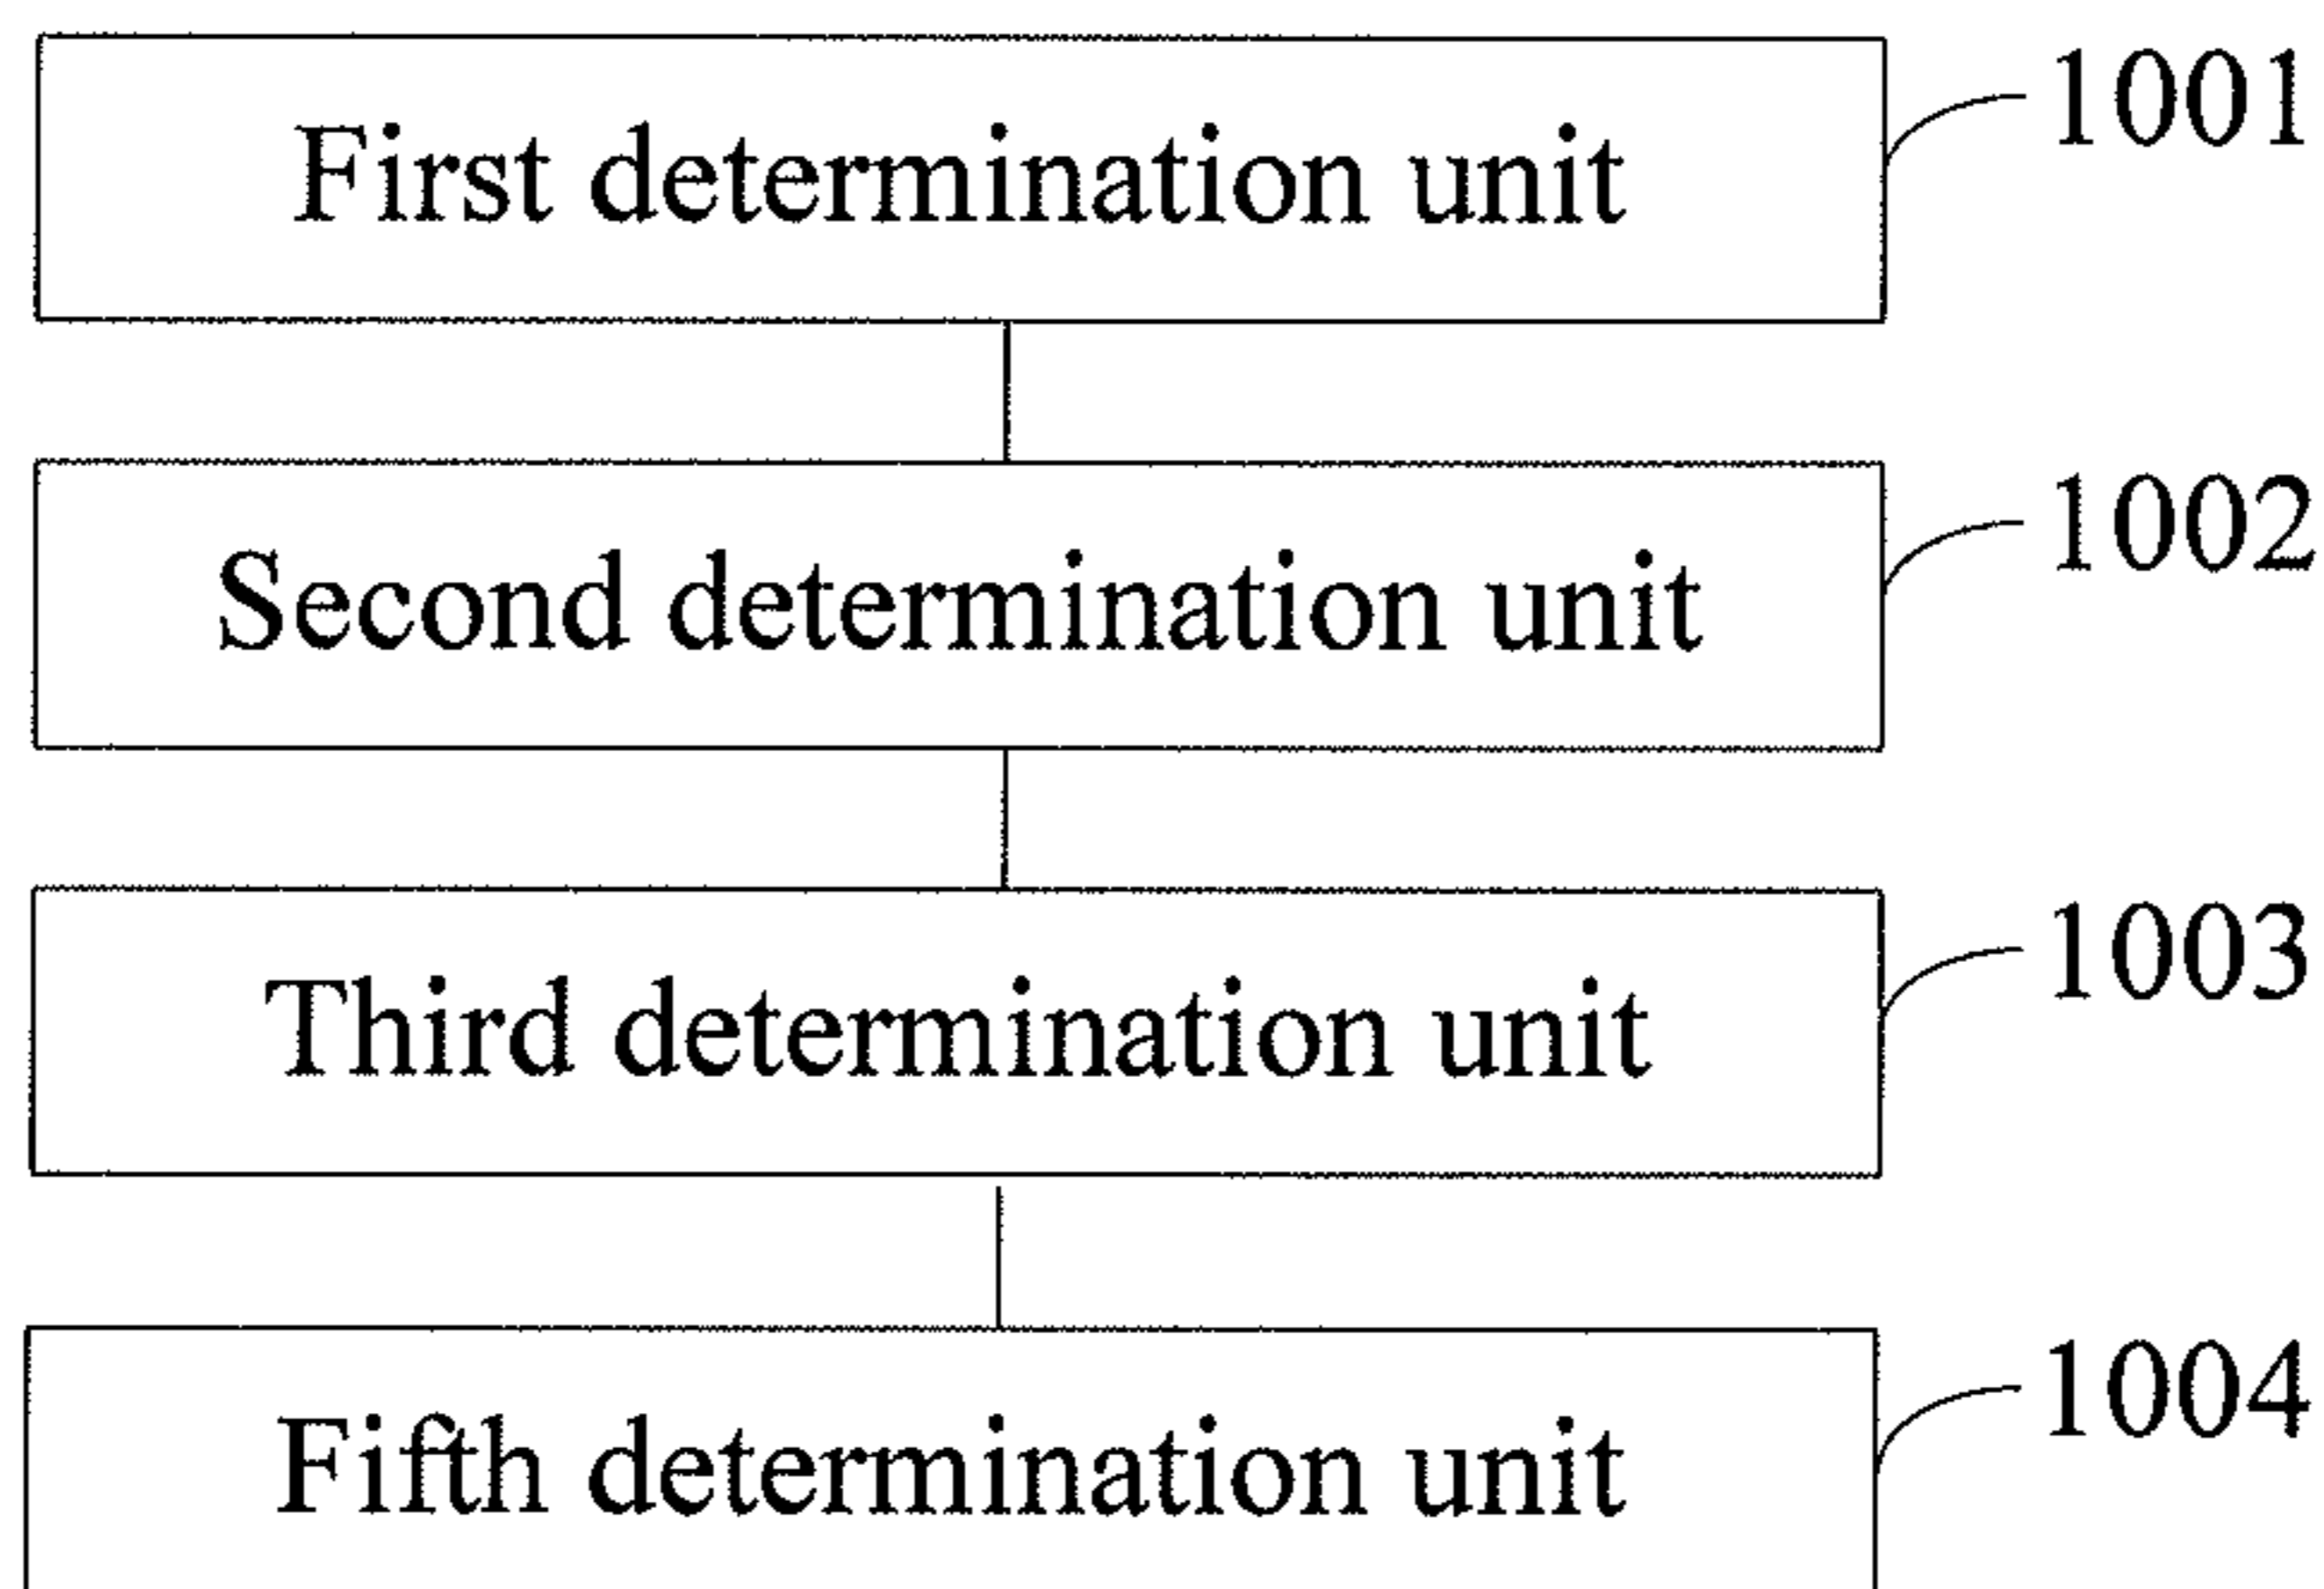 First determination unit 1001
Second determination unit 1002
Third determination unit 1003
Fifth determination unit 1004